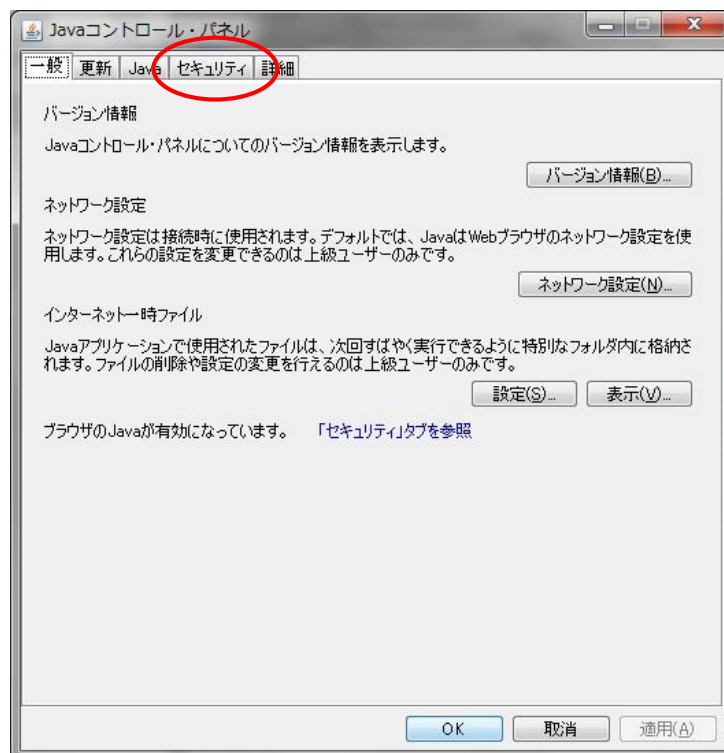 Javaコントロール・パネル
一般 更新 Java セキュリティ 詳細
バージョン情報
Javaコントロール・パネルについてのバージョン情報を表示します。
バージョン情報(B)...
ネットワーク設定
ネットワーク設定は接続時に使用されます。デフォルトでは、JavaはWebブラウザのネットワーク設定を使
用します。これらの設定を変更できるのは上級ユーザーのみです。
ネットワーク設定(N)...
インターネット一時ファイル
Javaアプリケーションで使用されたファイルは、次回すばやく実行できるように特別なフォルダ内に格納さ
れます。ファイルの削除や設定の変更を行えるのは上級ユーザーのみです。
設定(S)... 表示(V)...
ブラウザのJavaが有効になっています。 「セキュリティ」タブを参照
OK 取消 適用(A)